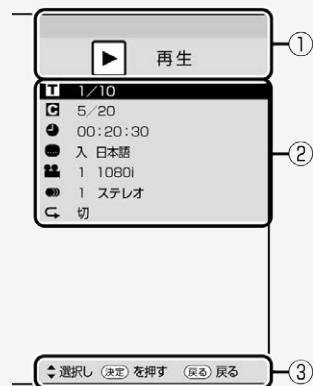 再生
①
T 1/10
C 5/20
00:20:30
入 日本語
②
1 1080i
1 ステレオ
切
選択し 決定 を押す 戻る 戻る
③